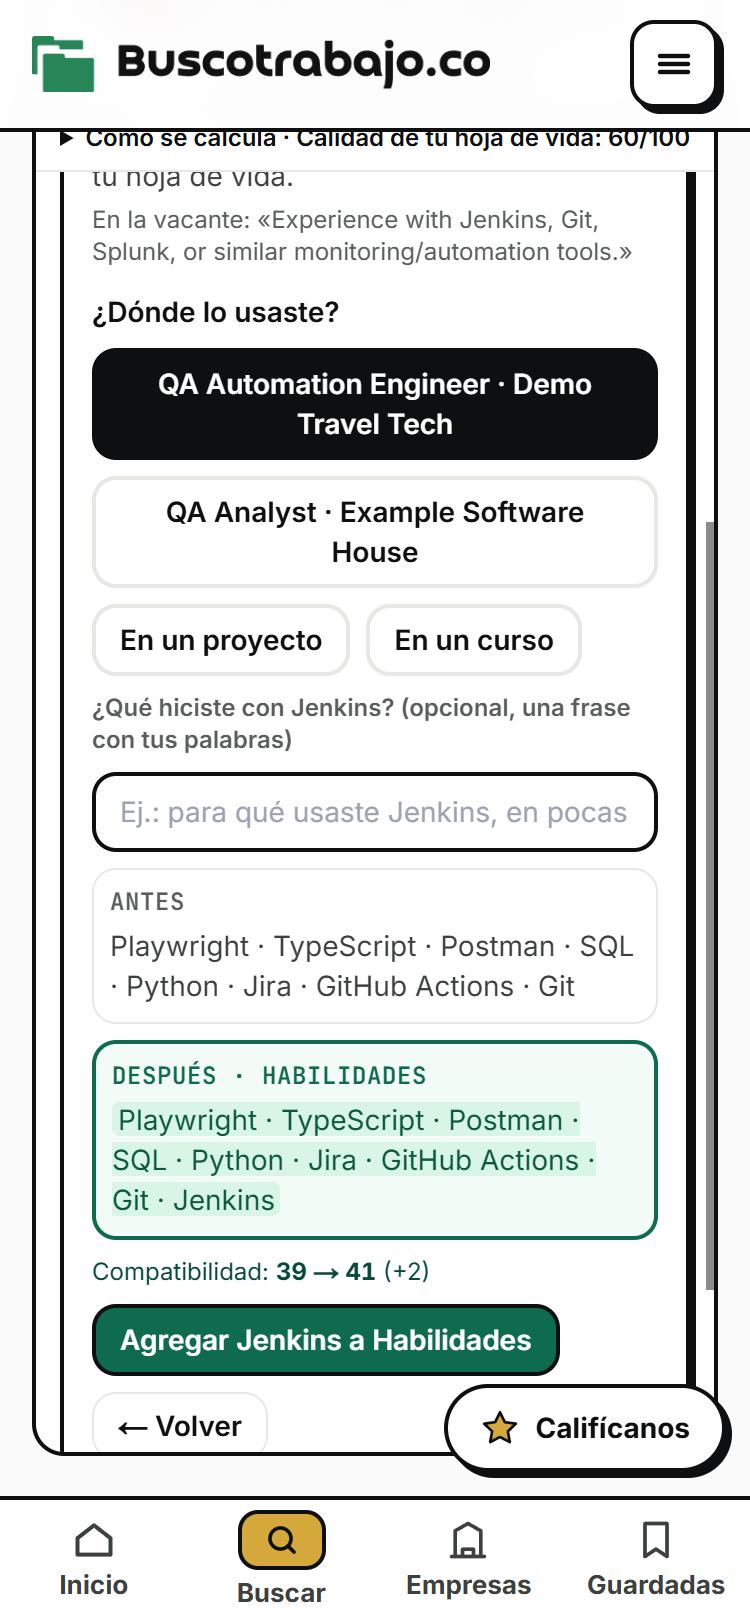 Buscotrabajo.co
▶ Cómo se calcula · Calidad de tu hoja de vida: 60/100
tu hoja de vida.
En la vacante: «Experience with Jenkins, Git,
Splunk, or similar monitoring/automation tools.»
¿Dónde lo usaste?
QA Automation Engineer · Demo
Travel Tech
QA Analyst · Example Software
House
En un proyecto
En un curso
¿Qué hiciste con Jenkins? (opcional, una frase
con tus palabras)
Ej.: para qué usaste Jenkins, en pocas
ANTES
Playwright · TypeScript · Postman · SQL
· Python · Jira · GitHub Actions · Git
DESPUÉS · HABILIDADES
Playwright · TypeScript · Postman ·
SQL · Python · Jira · GitHub Actions ·
Git · Jenkins
Compatibilidad: 39 → 41 (+2)
Agregar Jenkins a Habilidades
← Volver
Califícanos
Inicio
Buscar
Empresas
Guardadas